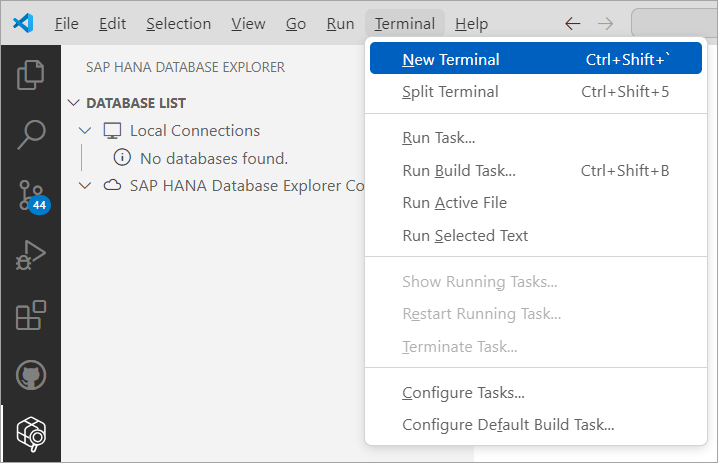 File Edit Selection View Go Run Terminal Help
SAP HANA DATABASE EXPLORER
DATABASE LIST
Local Connections
No databases found.
SAP HANA Database Explorer Co
44
New Terminal Ctrl+Shift+`
Split Terminal Ctrl+Shift+5
Run Task...
Run Build Task... Ctrl+Shift+B
Run Active File
Run Selected Text
Show Running Tasks...
Restart Running Task...
Terminate Task...
Configure Tasks...
Configure Default Build Task...